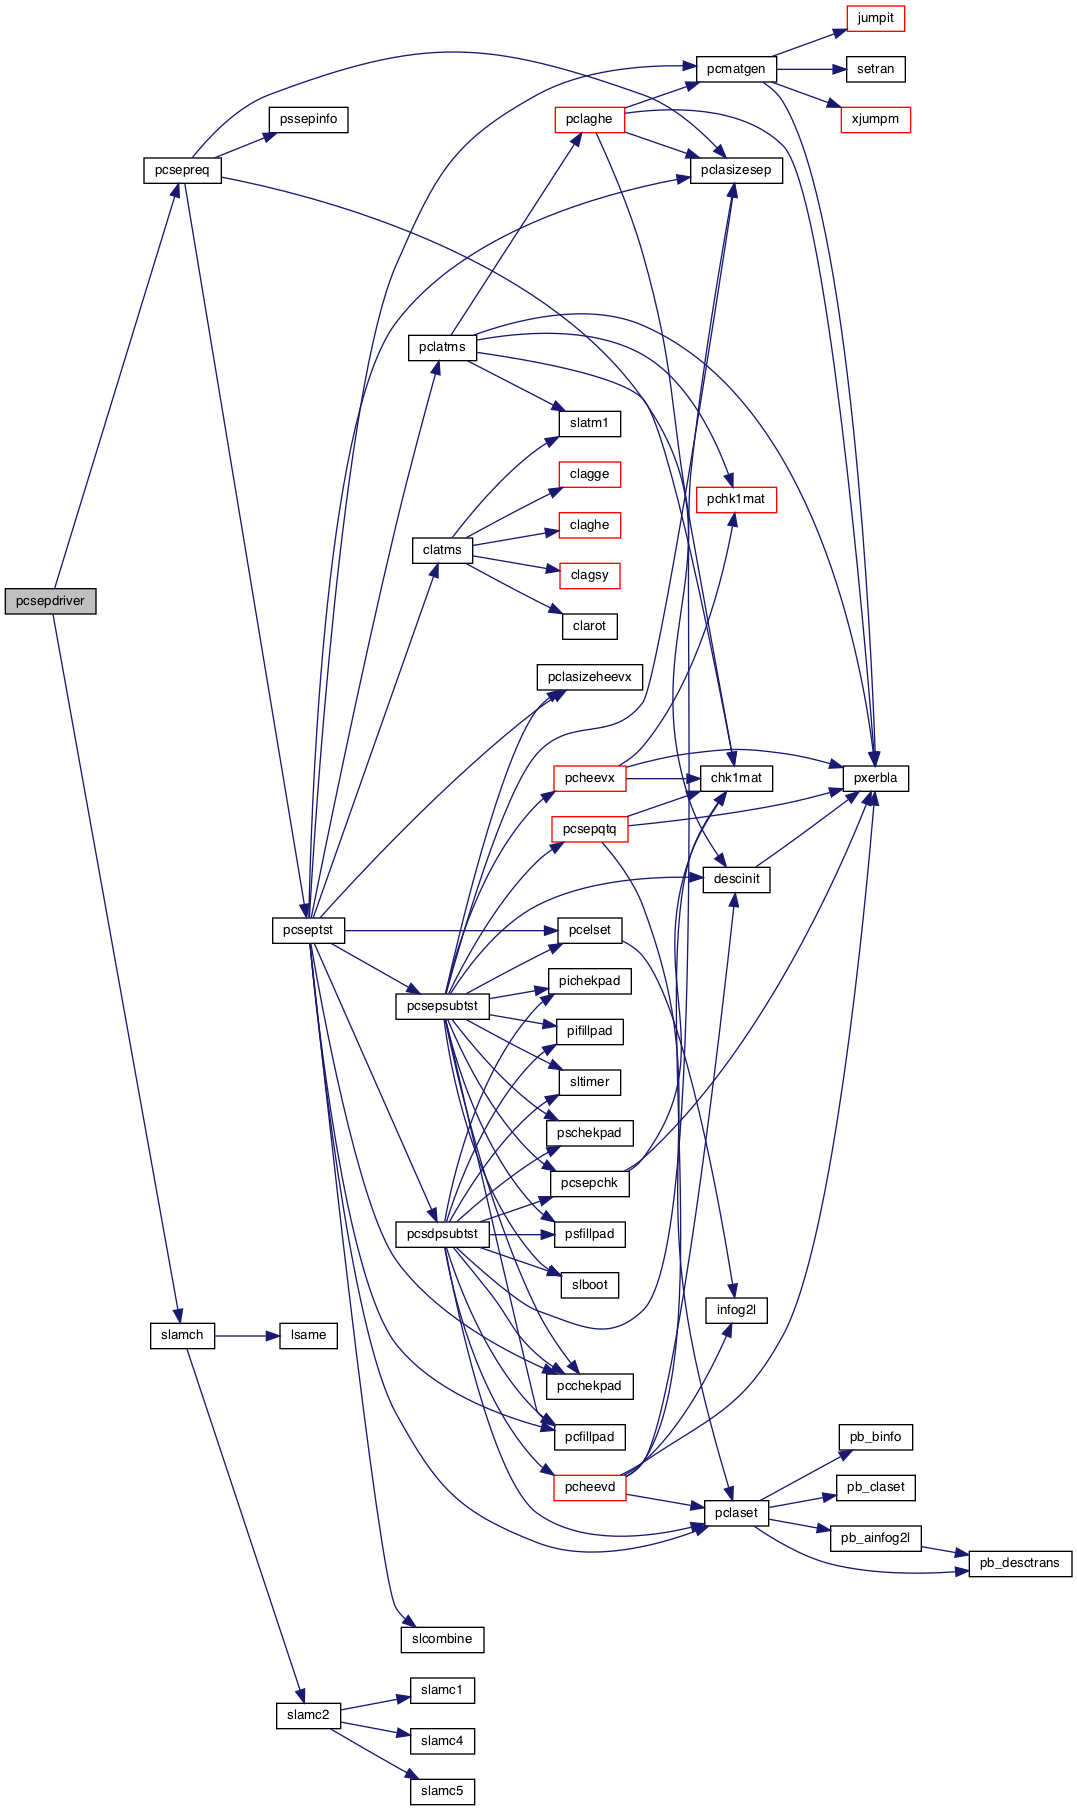 jumpit
pcmatgen
setran
pssepinfo
pclaghe
xjumpm
pcsepreq
pclasizesep
pclatms
slatm1
clagge
pchk1mat
claghe
clatms
clagsy
pcsepdriver
clarot
pclasizeheevx
pcheevx
chk1mat
pxerbla
pcsepqtq
descinit
pcseptst
pcelset
pichekpad
pcsepsubtst
pifillpad
sltimer
pschekpad
pcsepchk
pcsdpsubtst
psfillpad
slboot
infog2l
slamch
lsame
pcchekpad
pcfillpad
pb_binfo
pcheevd
pb_claset
pclaset
pb_ainfog2l
pb_desctrans
slcombine
slamc1
slamc2
slamc4
slamc5